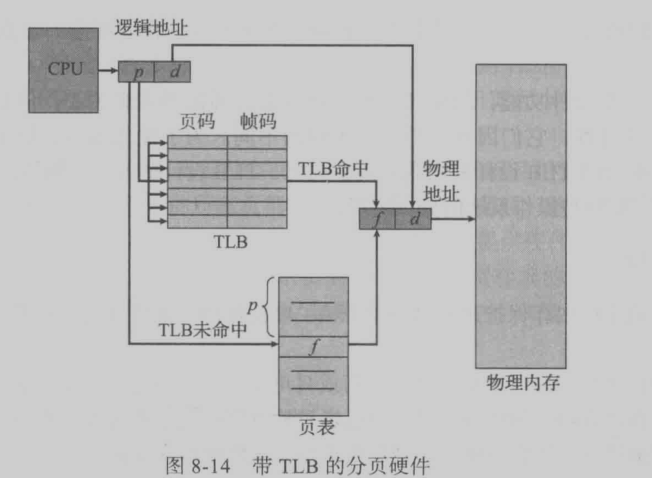 逻辑地址
CPU
p d
页码 帧码
TLB命中
物理
地址
f d
TLB
p
TLB未命中
f
页表
物理内存
图 8-14 带 TLB 的分页硬件